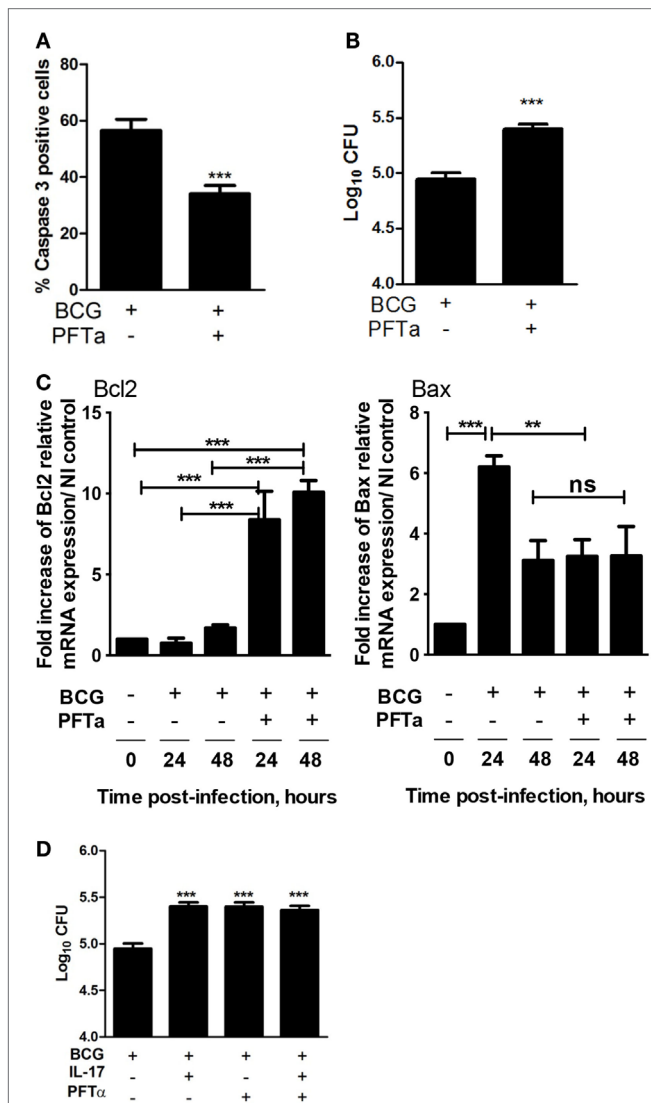 A
% Caspase 3 positive cells
80
60
40
20
0
***
BCG + +
PFTa - +
B
Log10 CFU
6.0
5.5
5.0
4.5
4.0
***
BCG + +
PFTa - +
C
Bcl2
Fold increase of Bcl2 relative
mRNA expression/ NI control
15
10
5
0
***
***
***
***
BCG - + + + +
PFTa - - - + +
0 24 48 24 48
Time post-infection, hours
Bax
Fold increase of Bax relative
mRNA expression/ NI control
8
6
4
2
0
*** **
ns
BCG - + + + +
PFTa - - - + +
0 24 48 24 48
Time post-infection, hours
D
Log10 CFU
6.0
5.5
5.0
4.5
4.0
*** *** ***
BCG + + + +
IL-17 - + - +
PFTα - - + +